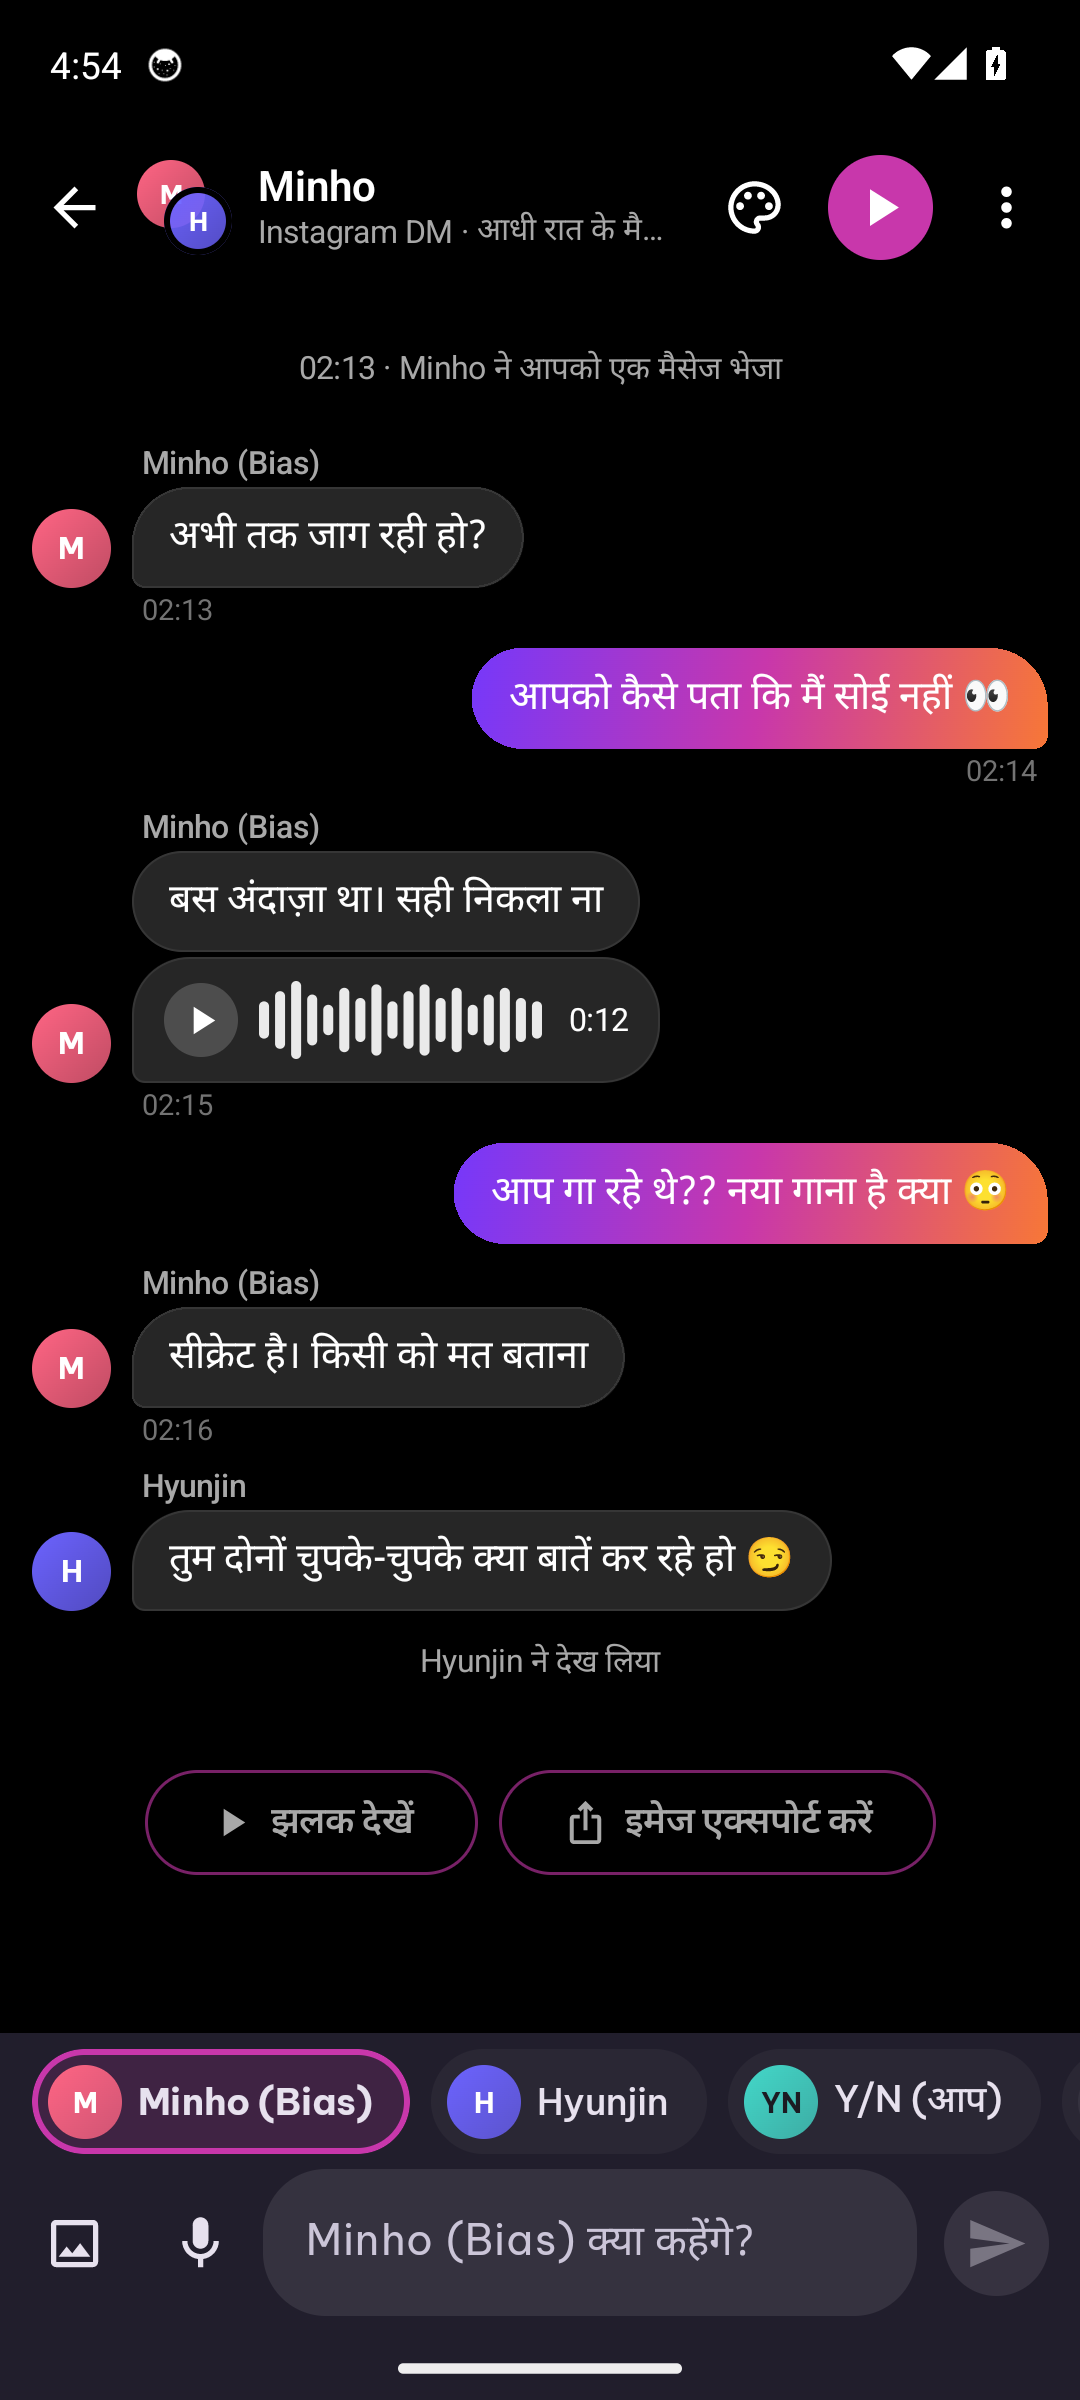 4:54
M
H
Minho
Instagram DM · आधी रात के मै...
02:13 · Minho ने आपको एक मैसेज भेजा
Minho (Bias)
M
अभी तक जाग रही हो?
02:13
आपको कैसे पता कि मैं सोई नहीं 👀
02:14
Minho (Bias)
बस अंदाज़ा था। सही निकला ना
M
0:12
02:15
आप गा रहे थे?? नया गाना है क्या 😳
Minho (Bias)
M
सीक्रेट है। किसी को मत बताना
02:16
Hyunjin
H
तुम दोनों चुपके-चुपके क्या बातें कर रहे हो 😏
Hyunjin ने देख लिया
झलक देखें
इमेज एक्सपोर्ट करें
M Minho (Bias)
H Hyunjin
YN Y/N (आप)
Minho (Bias) क्या कहेंगे?